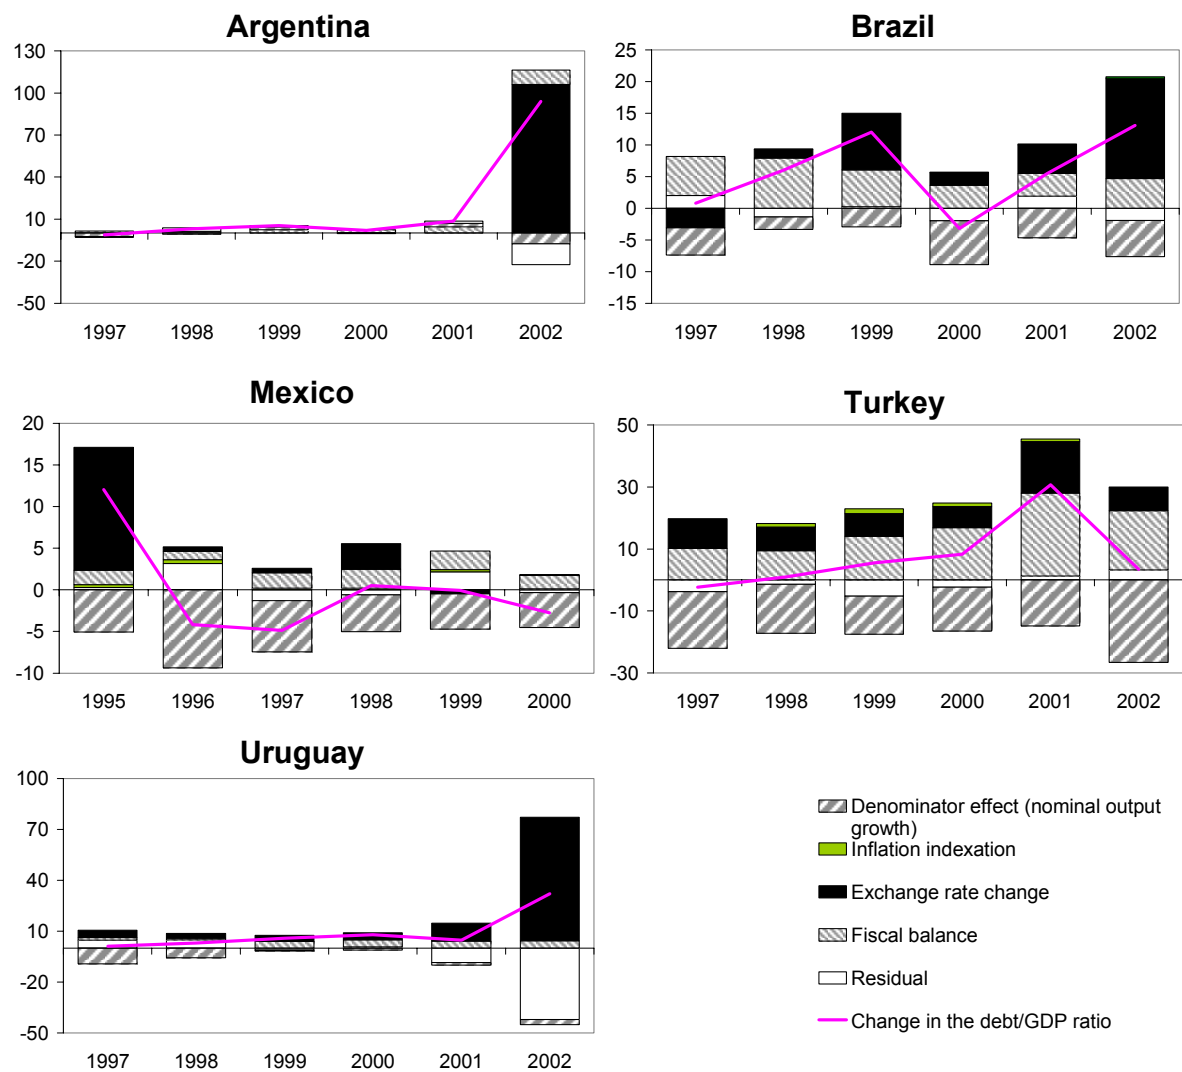 Argentina
130
100
70
40
10
-20
-50
1997 1998 1999 2000 2001 2002
Brazil
25
20
15
10
5
0
-5
-10
-15
1997 1998 1999 2000 2001 2002
Mexico
20
15
10
5
0
-5
-10
1995 1996 1997 1998 1999 2000
Turkey
50
30
10
-10
-30
1997 1998 1999 2000 2001 2002
Uruguay
100
70
40
10
-20
-50
1997 1998 1999 2000 2001 2002
Denominator effect (nominal output
growth)
Inflation indexation
Exchange rate change
Fiscal balance
Residual
Change in the debt/GDP ratio